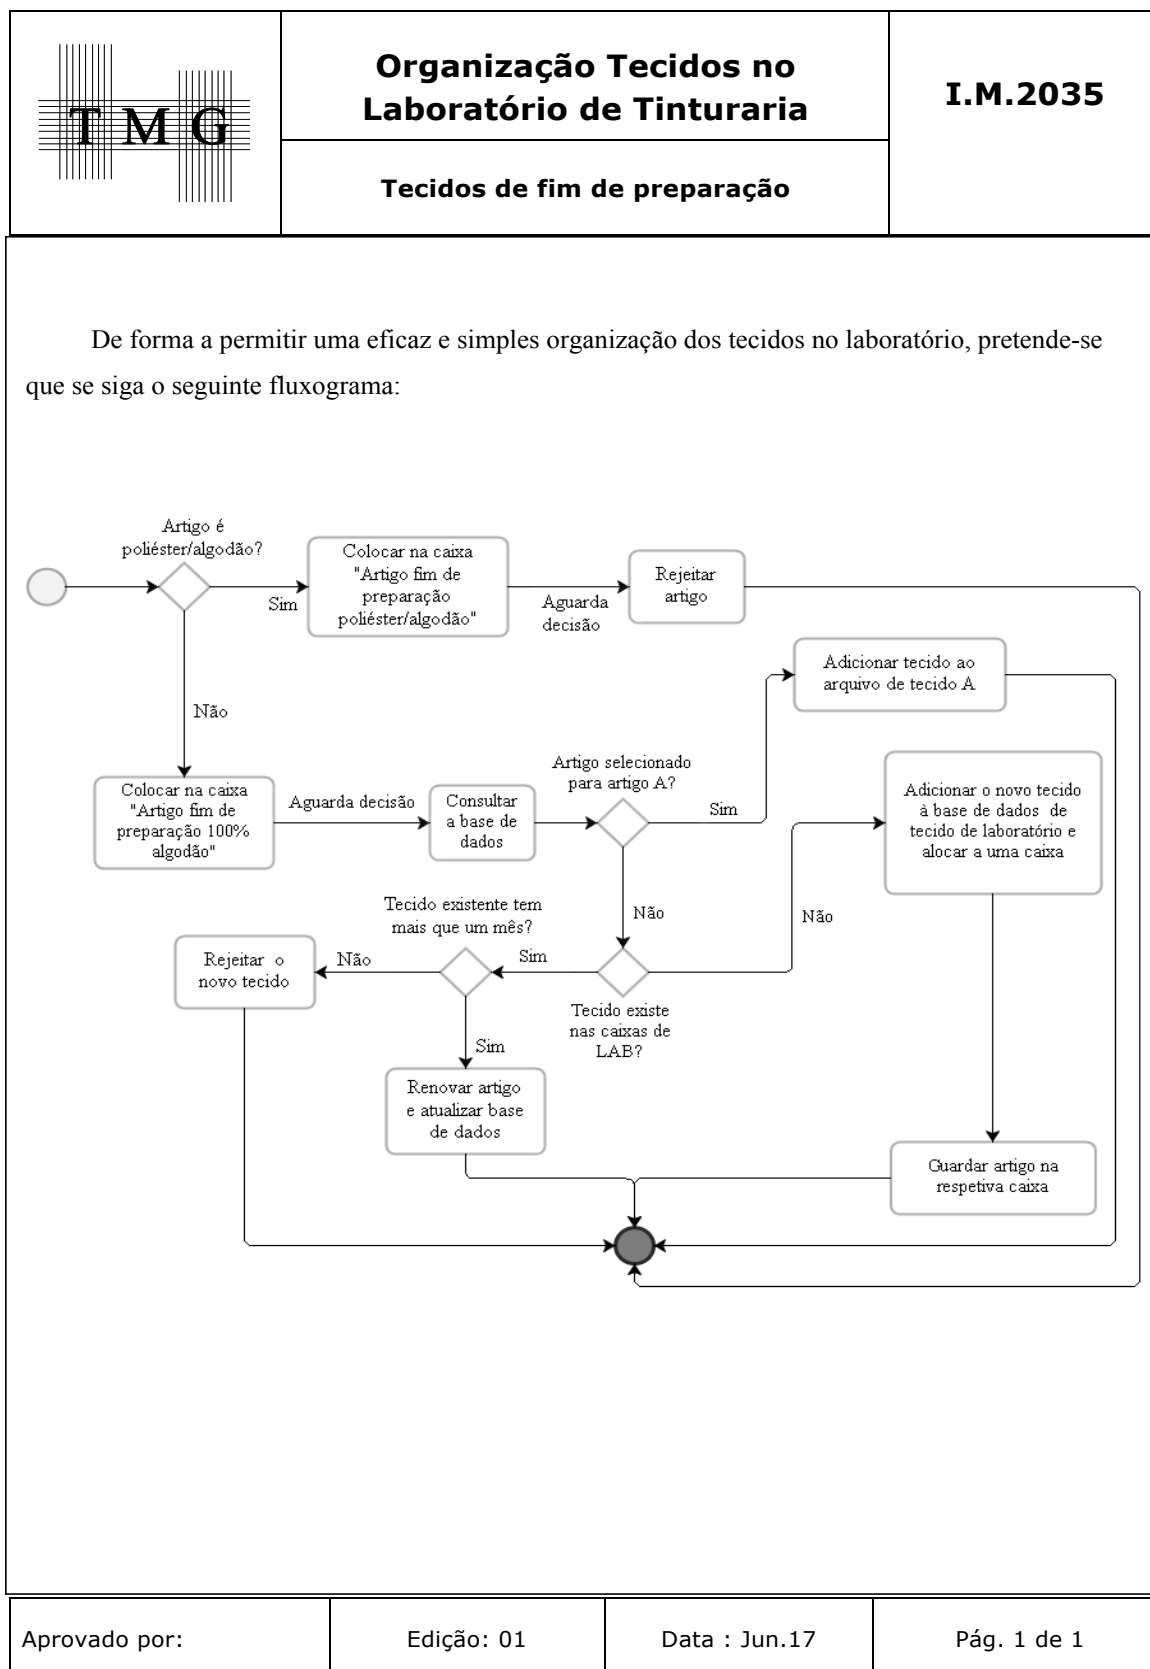 T M G
Organização Tecidos no
Laboratório de Tinturaria
I.M.2035
Tecidos de fim de preparação
De forma a permitir uma eficaz e simples organização dos tecidos no laboratório, pretende-se
que se siga o seguinte fluxograma:
Artigo é
poliéster/algodão?
Sim
Colocar na caixa
"Artigo fim de
preparação
poliéster/algodão"
Aguarda
decisão
Rejeitar
artigo
Não
Adicionar tecido ao
arquivo de tecido A
Colocar na caixa
"Artigo fim de
preparação 100%
algodão"
Aguarda decisão
Consultar
a base de
dados
Artigo selecionado
para artigo A?
Sim
Adicionar o novo tecido
à base de dados de
tecido de laboratório e
alocar a uma caixa
Não
Não
Tecido existente tem
mais que um mês?
Sim
Tecido existe
nas caixas de
LAB?
Não
Rejeitar o
novo tecido
Sim
Renovar artigo
e atualizar base
de dados
Guardar artigo na
respetiva caixa
Aprovado por:
Edição: 01
Data : Jun.17
Pág. 1 de 1